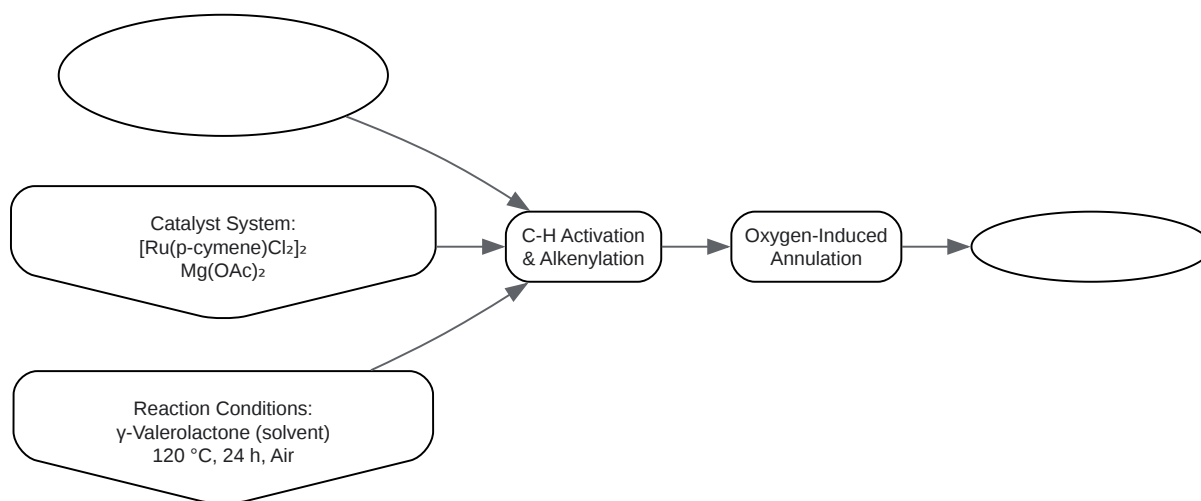 Catalyst System:
[Ru(p-cymene)Cl₂]₂
Mg(OAc)₂
C-H Activation
& Alkenylation
Oxygen-Induced
Annulation
Reaction Conditions:
γ-Valerolactone (solvent)
120 °C, 24 h, Air